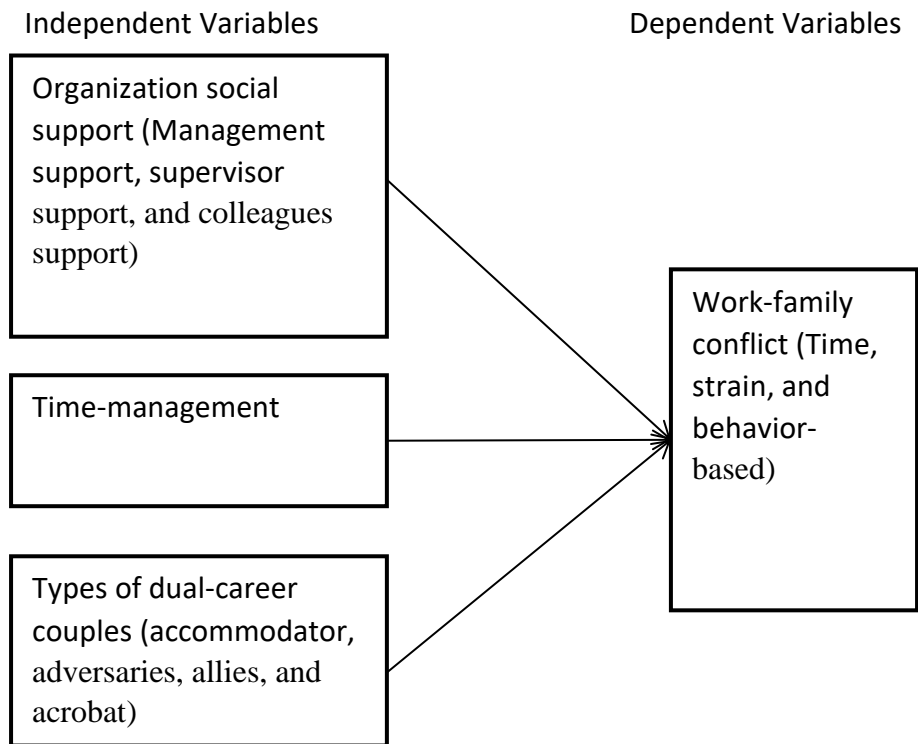 Independent Variables
Dependent Variables
Organization social
support (Management
support, supervisor
support, and colleagues
support)
Time-management
Types of dual-career
couples (accommodator,
adversaries, allies, and
acrobat)
Work-family
conflict (Time,
strain, and
behavior-
based)